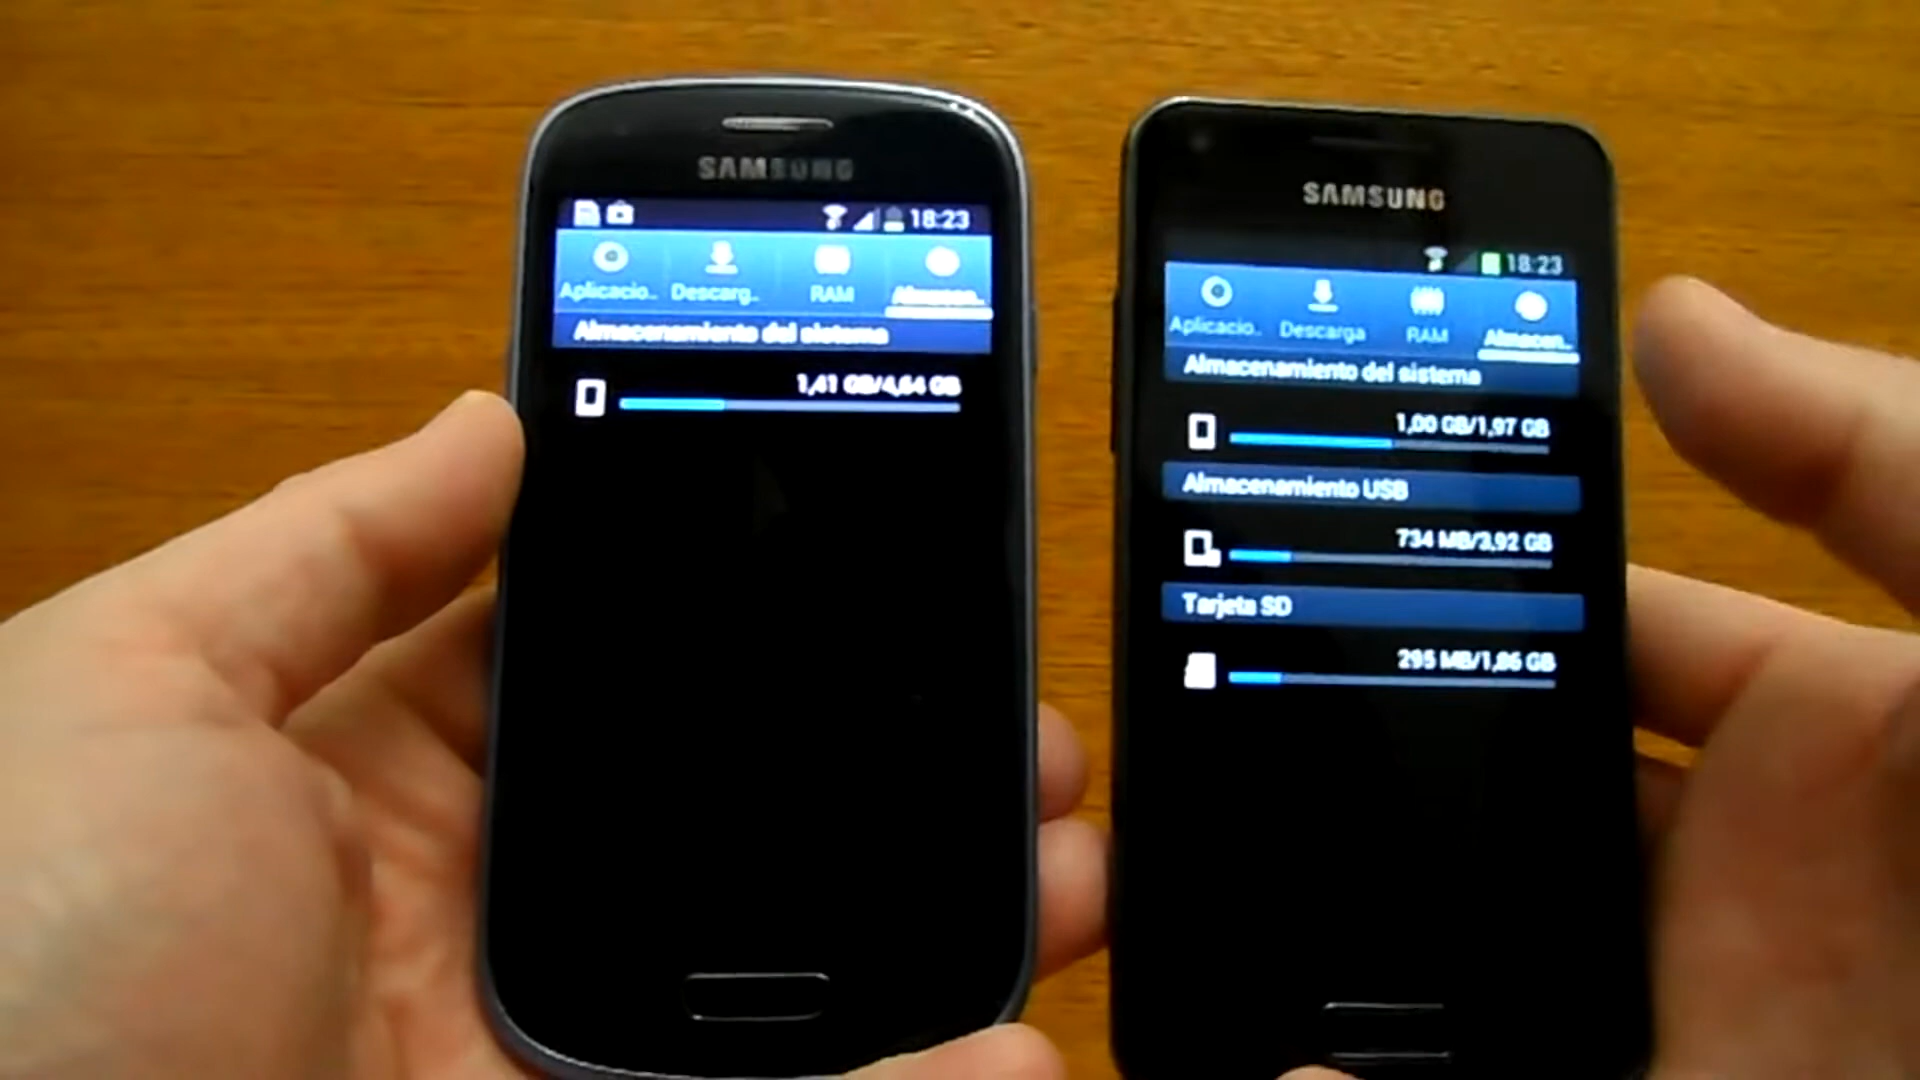 SAMSUNG
18:23
Aplicacio.. Descarg.. RAM Almacen..
Almacenamiento del sistema
1,41 GB/4,64 GB
SAMSUNG
18:23
Aplicacio.. Descarga RAM Almacen..
Almacenamiento del sistema
1,00 GB/1,97 GB
Almacenamiento USB
734 MB/3,92 GB
Tarjeta SD
295 MB/1,86 GB